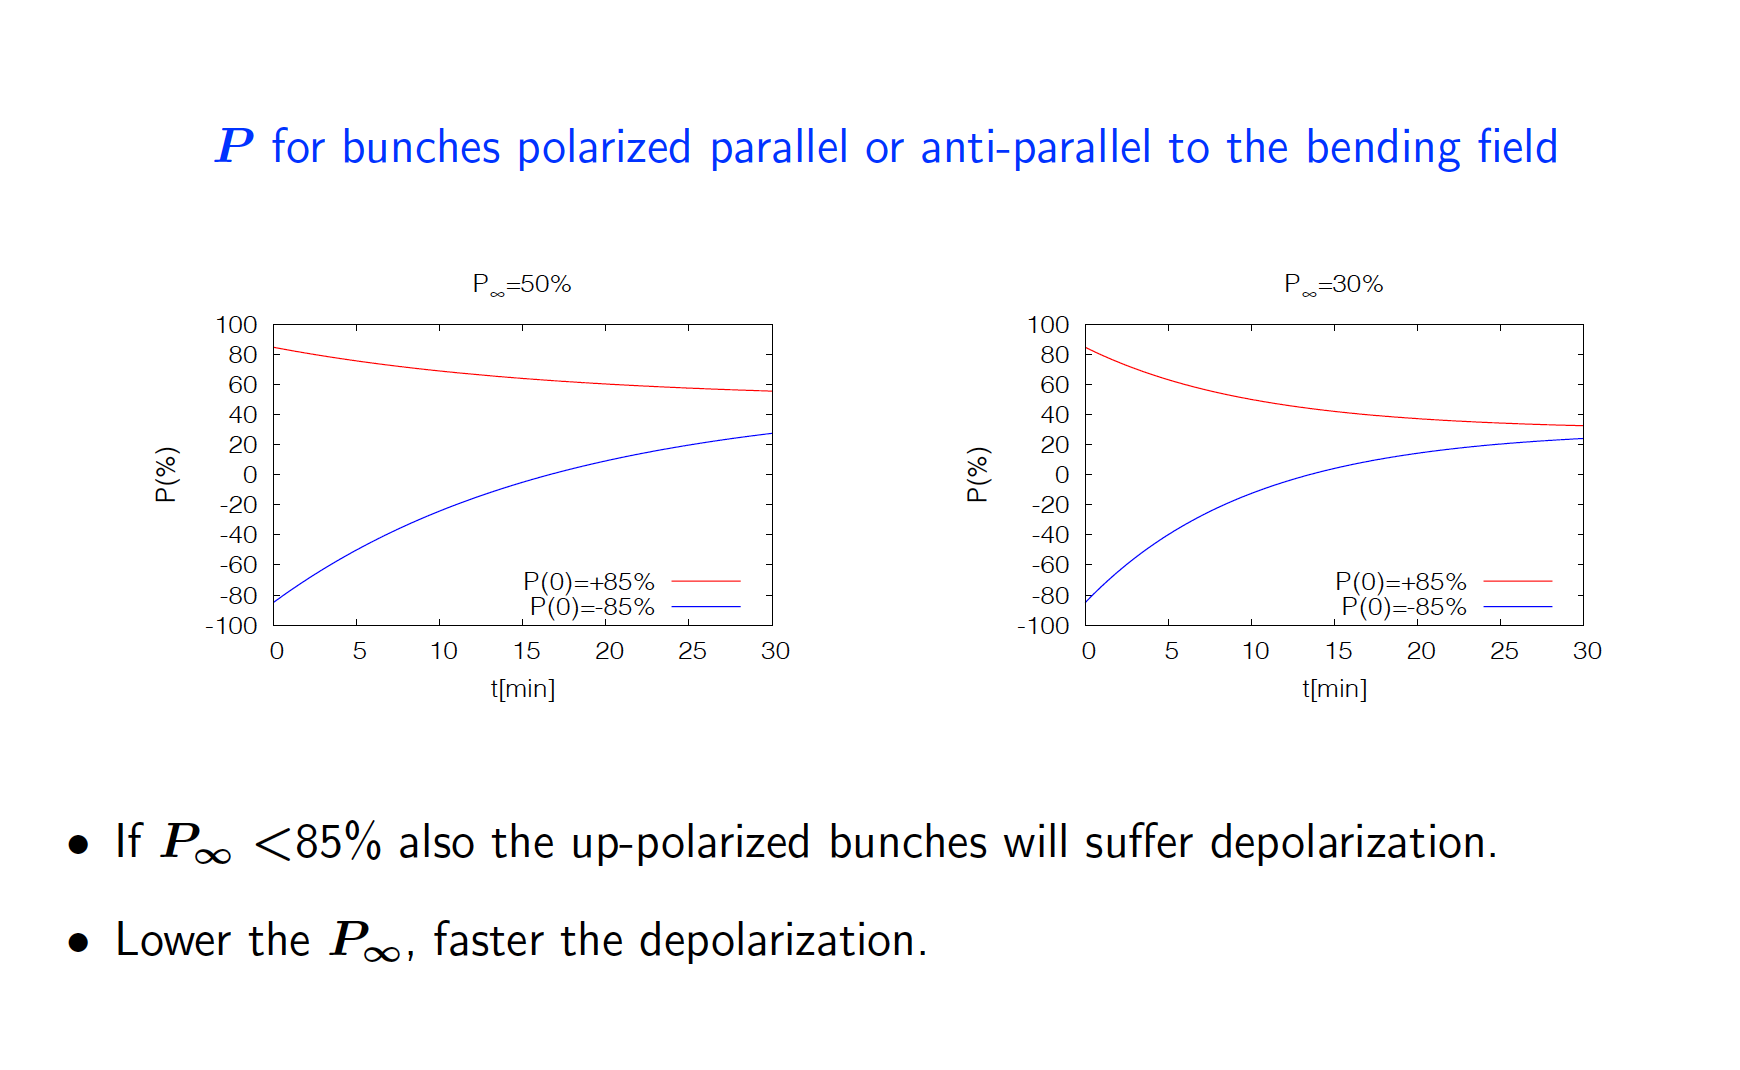 P for bunches polarized parallel or anti-parallel to the bending field
P∞=50%
100
80
60
40
20
0
-20
-40
-60
-80
-100
P(%)
P(0)=+85%
P(0)=-85%
0 5 10 15 20 25 30
t[min]
P∞=30%
100
80
60
40
20
0
-20
-40
-60
-80
-100
P(%)
P(0)=+85%
P(0)=-85%
0 5 10 15 20 25 30
t[min]
• If P∞ <85% also the up-polarized bunches will suffer depolarization.
• Lower the P∞, faster the depolarization.